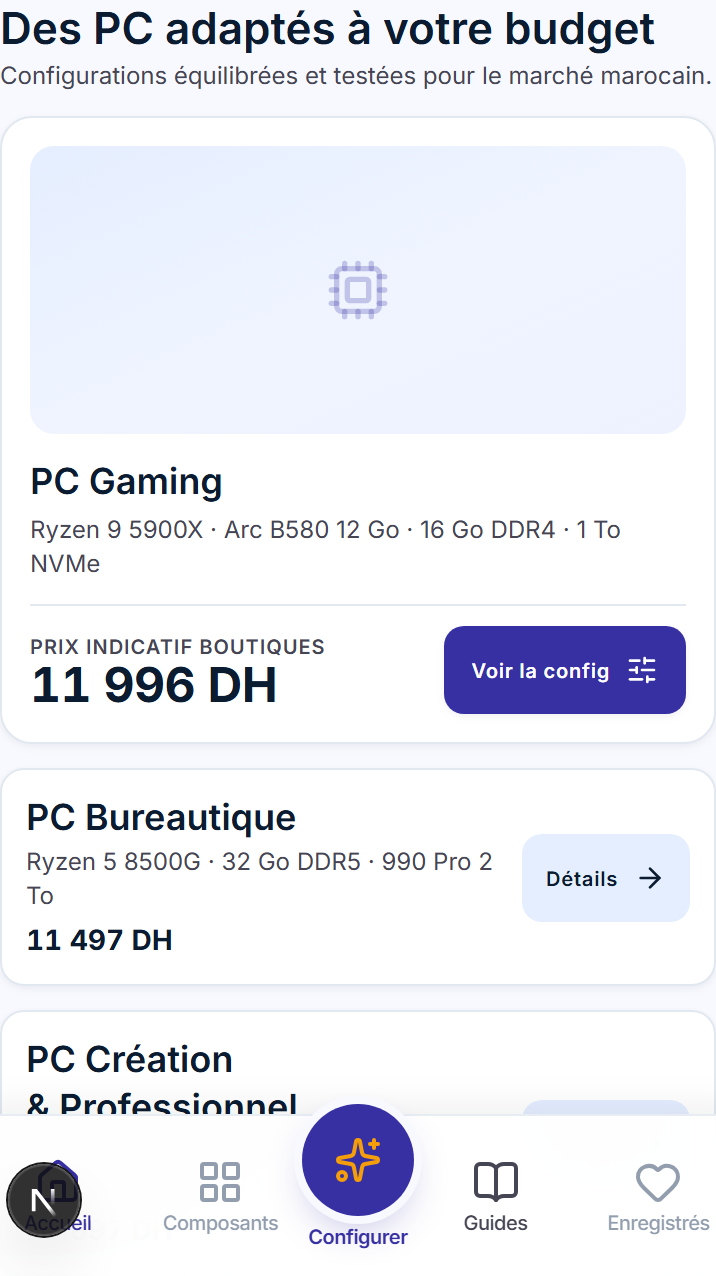 Des PC adaptés à votre budget
Configurations équilibrées et testées pour le marché marocain.
PC Gaming
Ryzen 9 5900X · Arc B580 12 Go · 16 Go DDR4 · 1 To
NVMe
PRIX INDICATIF BOUTIQUES
11 996 DH
Voir la config
PC Bureautique
Ryzen 5 8500G · 32 Go DDR5 · 990 Pro 2
To
11 497 DH
Détails
PC Création
& Professionnel
N
Accueil
Composants
Configurer
Guides
Enregistrés